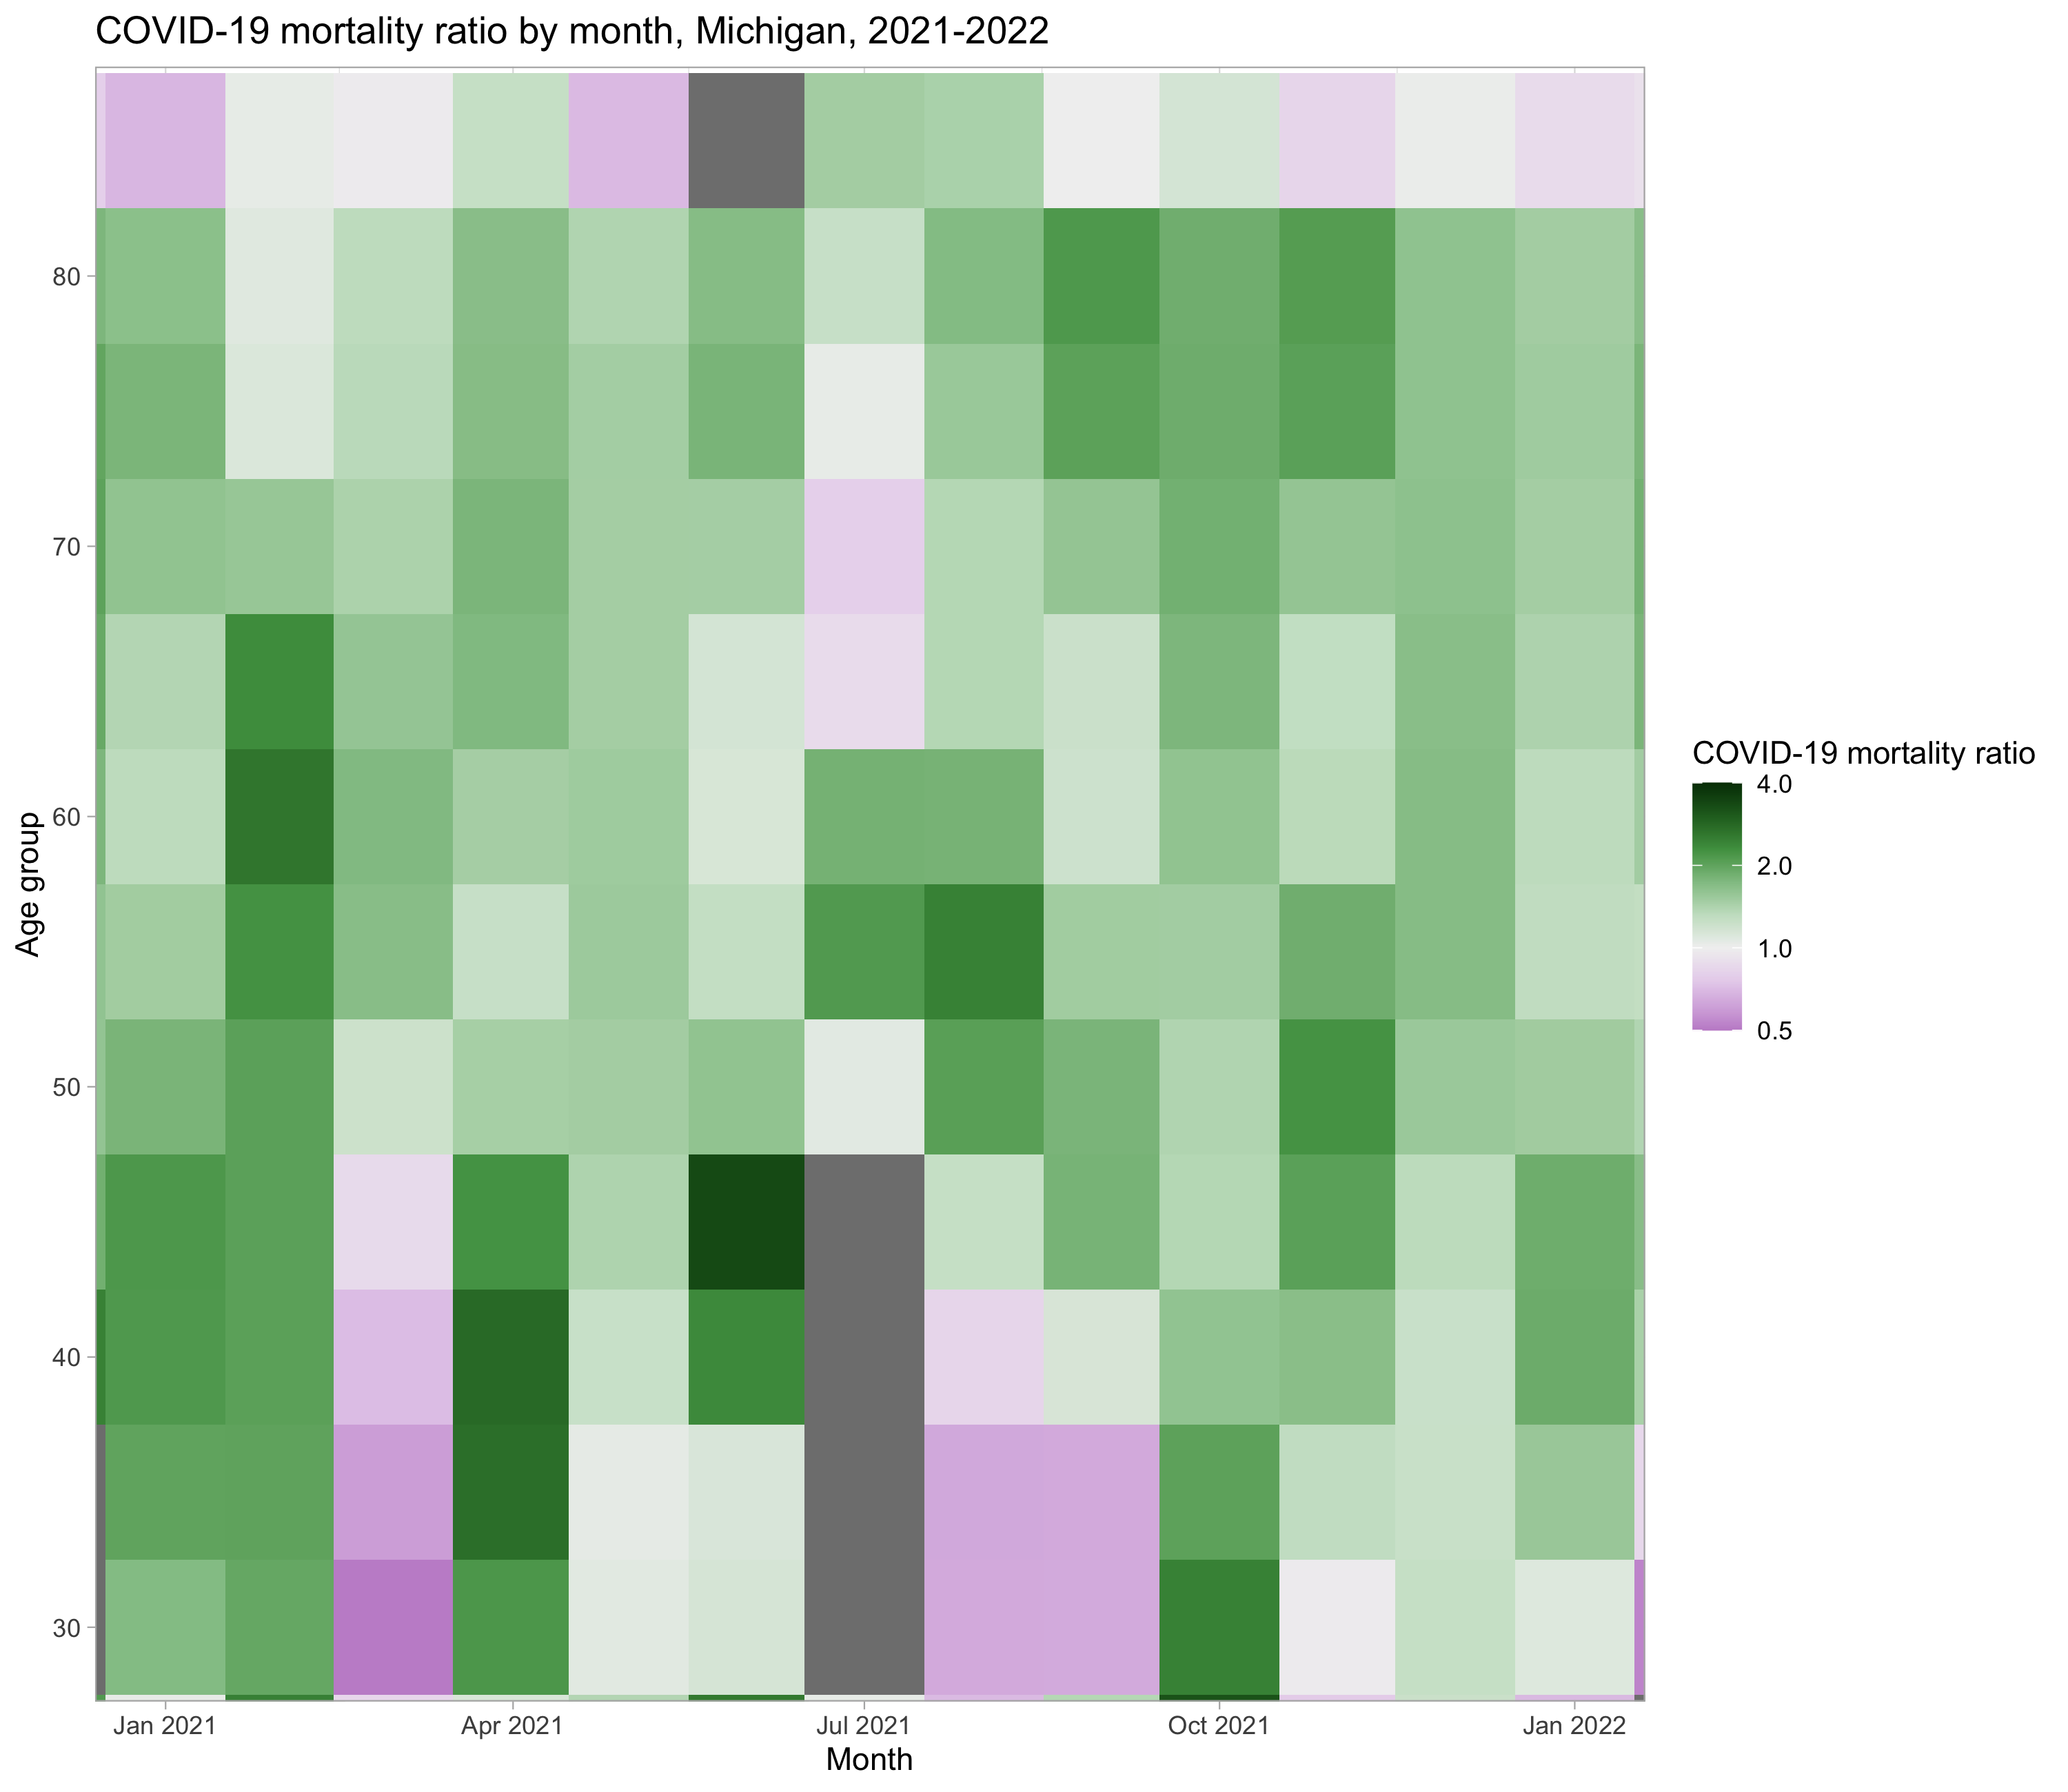 COVID-19 mortality ratio by month, Michigan, 2021-2022
80
70
60
50
40
30
Age group
Jan 2021
Apr 2021
Jul 2021
Oct 2021
Jan 2022
Month
COVID-19 mortality ratio
4.0
2.0
1.0
0.5